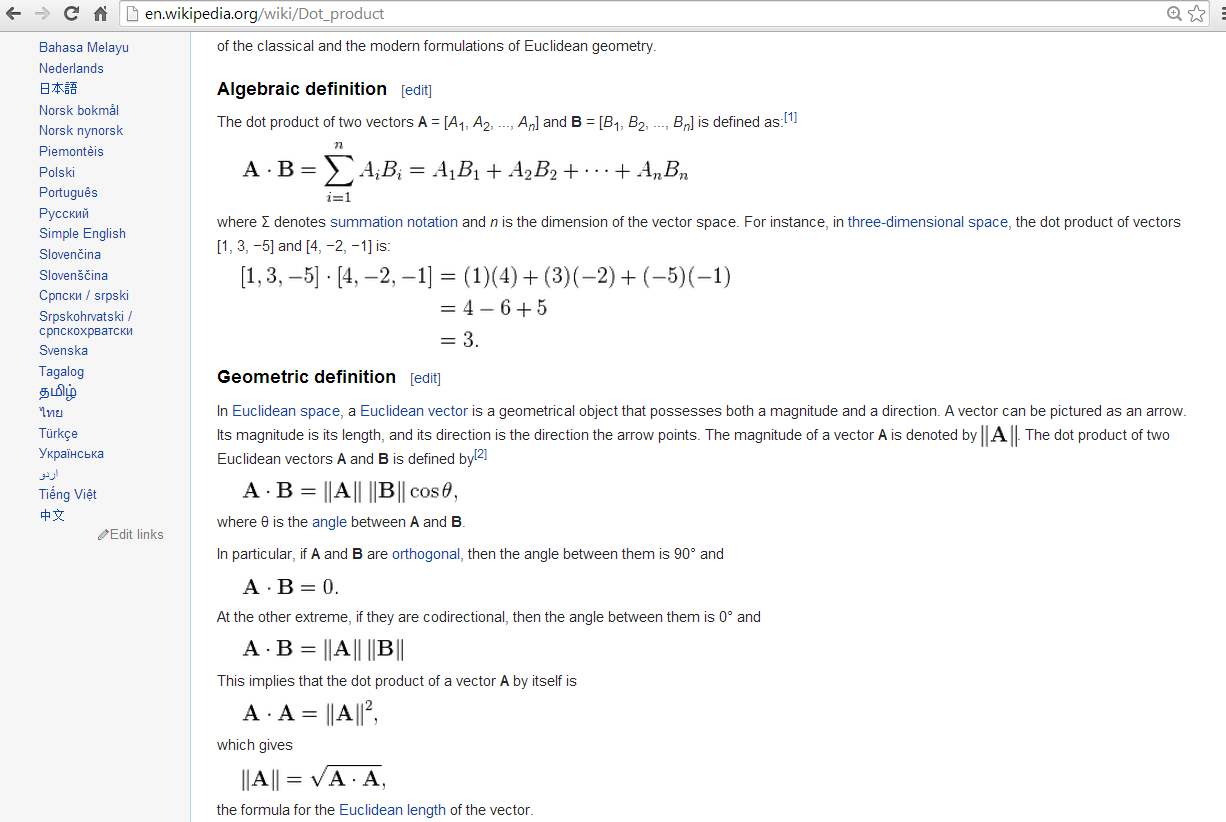 en.wikipedia.org/wiki/Dot_product
Bahasa Melayu
Nederlands
日本語
Norsk bokmål
Norsk nynorsk
Piemontèis
Polski
Português
Русский
Simple English
Slovenčina
Slovenščina
Српски / srpski
Srpskohrvatski /
српскохрватски
Svenska
Tagalog
தமிழ்
ไทย
Türkçe
Українська
اردو
Tiếng Việt
中文
Edit links
of the classical and the modern formulations of Euclidean geometry.
Algebraic definition [edit]
The dot product of two vectors A = [A₁, A₂, ..., Aₙ] and B = [B₁, B₂, ..., Bₙ] is defined as:[1]
A · B = ∑ᵢ₌₁ⁿ AᵢBᵢ = A₁B₁ + A₂B₂ + ··· + AₙBₙ
where Σ denotes summation notation and n is the dimension of the vector space. For instance, in three-dimensional space, the dot product of vectors
[1, 3, −5] and [4, −2, −1] is:
[1, 3, −5] · [4, −2, −1] = (1)(4) + (3)(−2) + (−5)(−1)
= 4 − 6 + 5
= 3.
Geometric definition [edit]
In Euclidean space, a Euclidean vector is a geometrical object that possesses both a magnitude and a direction. A vector can be pictured as an arrow.
Its magnitude is its length, and its direction is the direction the arrow points. The magnitude of a vector A is denoted by ‖A‖. The dot product of two
Euclidean vectors A and B is defined by[2]
A · B = ‖A‖ ‖B‖ cos θ,
where θ is the angle between A and B.
In particular, if A and B are orthogonal, then the angle between them is 90° and
A · B = 0.
At the other extreme, if they are codirectional, then the angle between them is 0° and
A · B = ‖A‖ ‖B‖
This implies that the dot product of a vector A by itself is
A · A = ‖A‖²,
which gives
‖A‖ = √(A · A),
the formula for the Euclidean length of the vector.